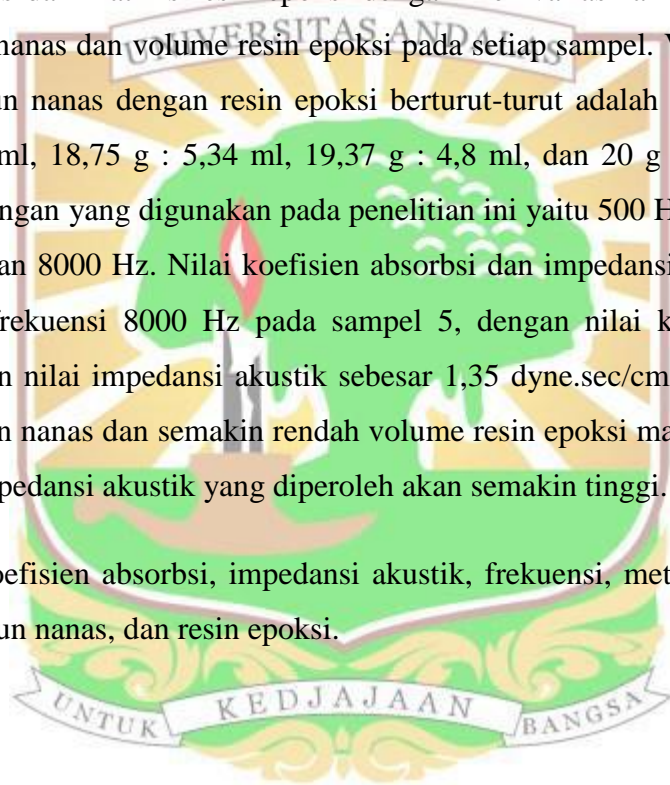 UNIVERSITAS ANDALAS
nanas dan volume resin epoksi pada setiap sampel.
un nanas dengan resin epoksi berturut-turut adalah
ml, 18,75 g : 5,34 ml, 19,37 g : 4,8 ml, dan 20 g
ngan yang digunakan pada penelitian ini yaitu 500 H
an 8000 Hz. Nilai koefisien absorbsi dan impedansi
frekuensi 8000 Hz pada sampel 5, dengan nilai k
n nilai impedansi akustik sebesar 1,35 dyne.sec/cm
n nanas dan semakin rendah volume resin epoksi ma
pedansi akustik yang diperoleh akan semakin tinggi.
oefisien absorbsi, impedansi akustik, frekuensi, met
un nanas, dan resin epoksi.
UNTUK KEDJAJAAN BANGSA